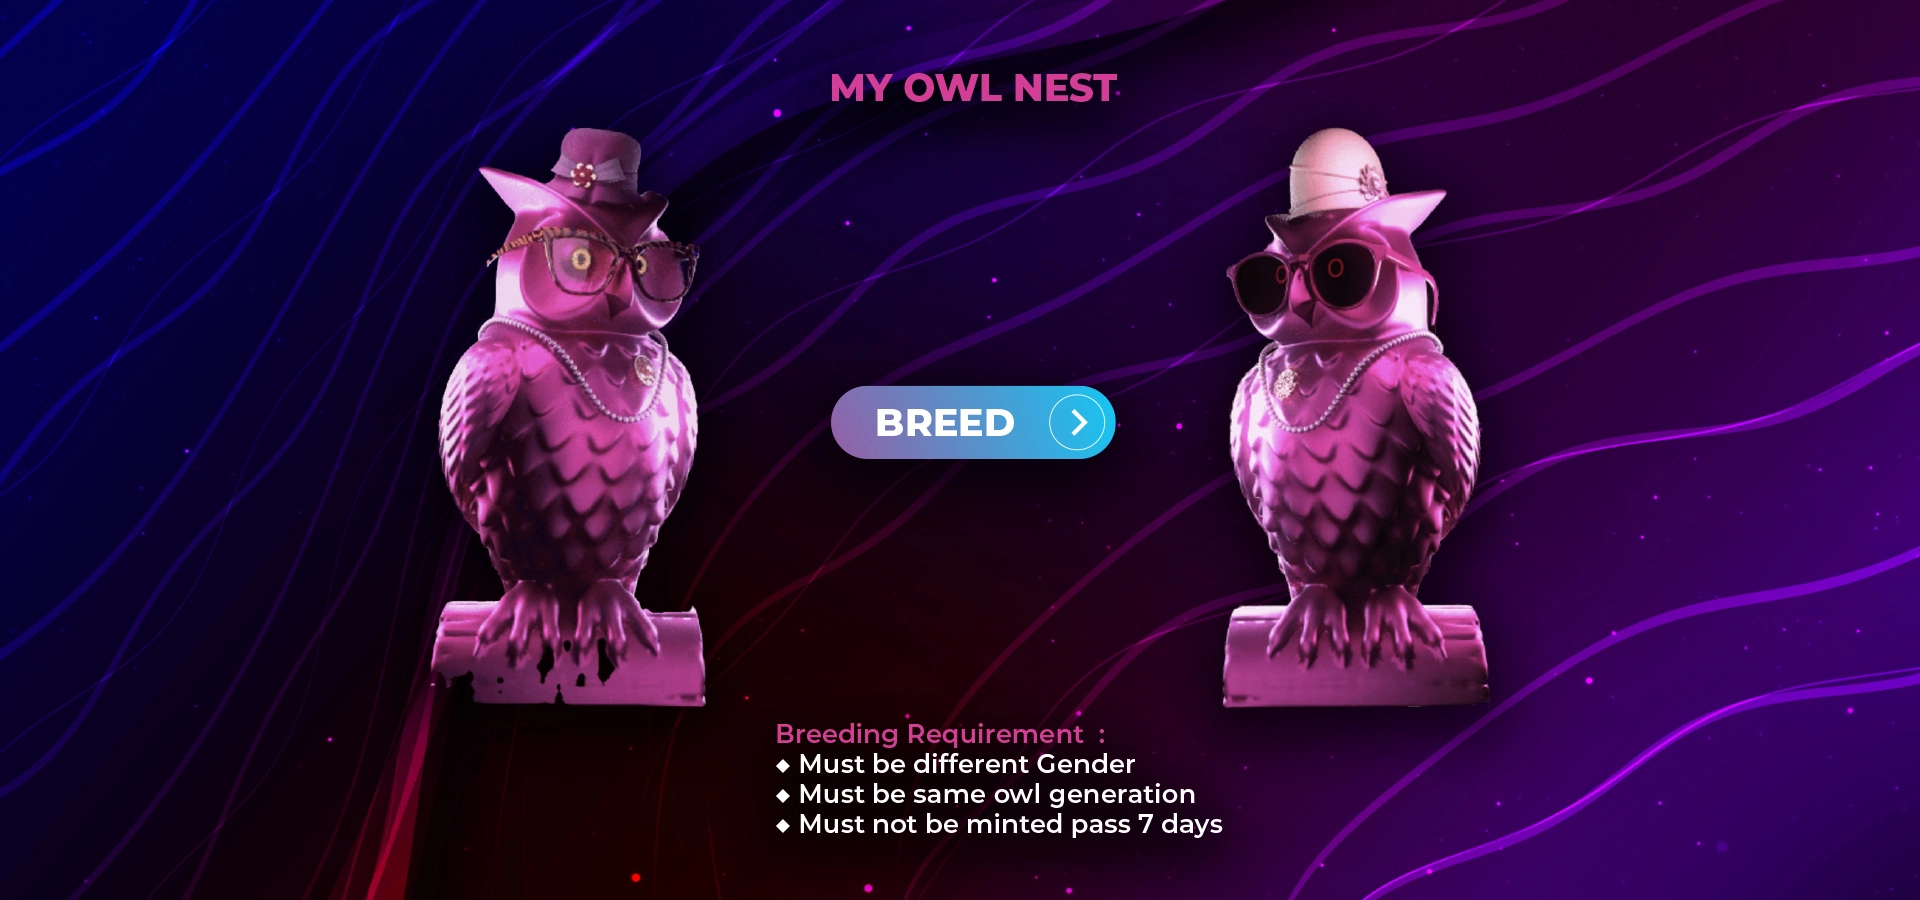 MY OWL NEST
BREED
Breeding Requirement :
◆ Must be different Gender
◆ Must be same owl generation
◆ Must not be minted pass 7 days